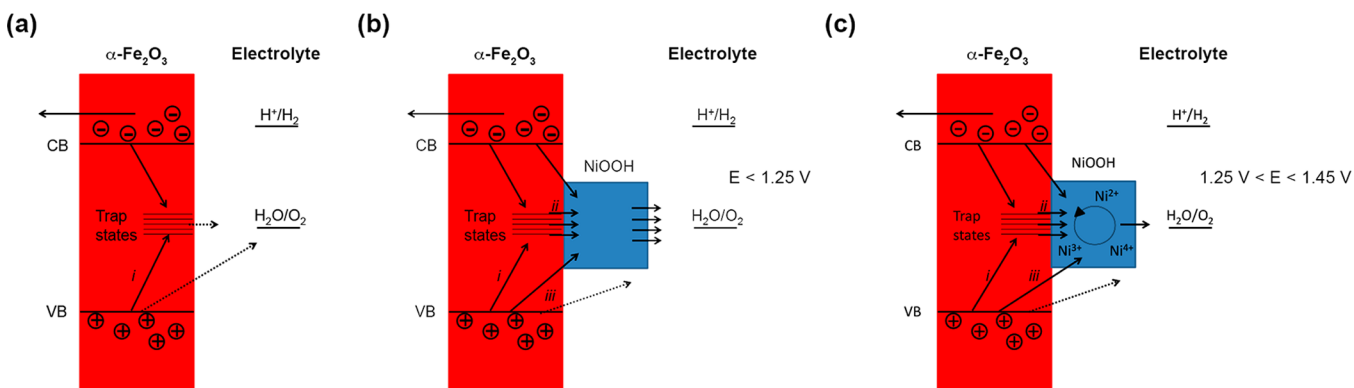 (a)
α-Fe₂O₃ Electrolyte
H⁺/H₂
CB
Trap
states
H₂O/O₂
i
VB
(b)
α-Fe₂O₃ Electrolyte
H⁺/H₂
CB
NiOOH
E < 1.25 V
Trap
states
ii
H₂O/O₂
i
iii
VB
(c)
α-Fe₂O₃ Electrolyte
H⁺/H₂
CB
NiOOH
1.25 V < E < 1.45 V
Ni²⁺
Trap
states
ii
H₂O/O₂
Ni³⁺ Ni⁴⁺
i
iii
VB